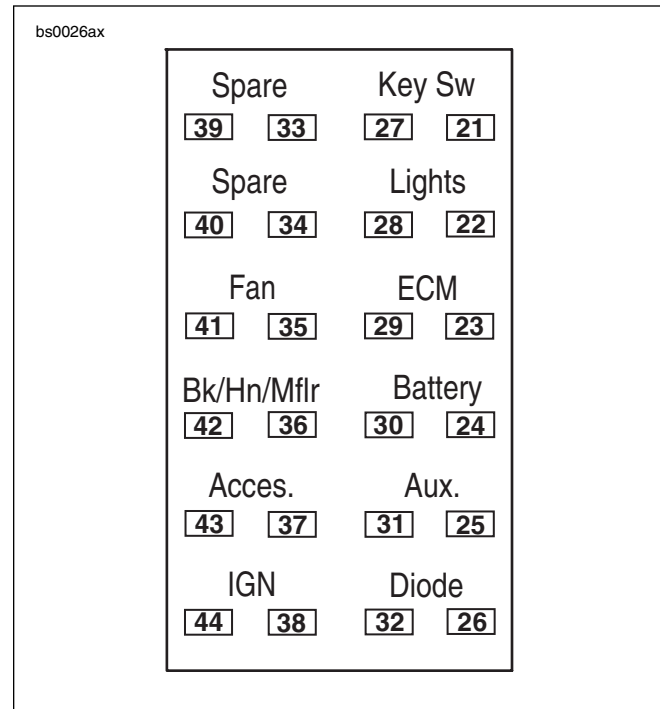 bs0026ax
Spare Key Sw
39 33 27 21
Spare Lights
40 34 28 22
Fan ECM
41 35 29 23
Bk/Hn/Mflr Battery
42 36 30 24
Acces. Aux.
43 37 31 25
IGN Diode
44 38 32 26